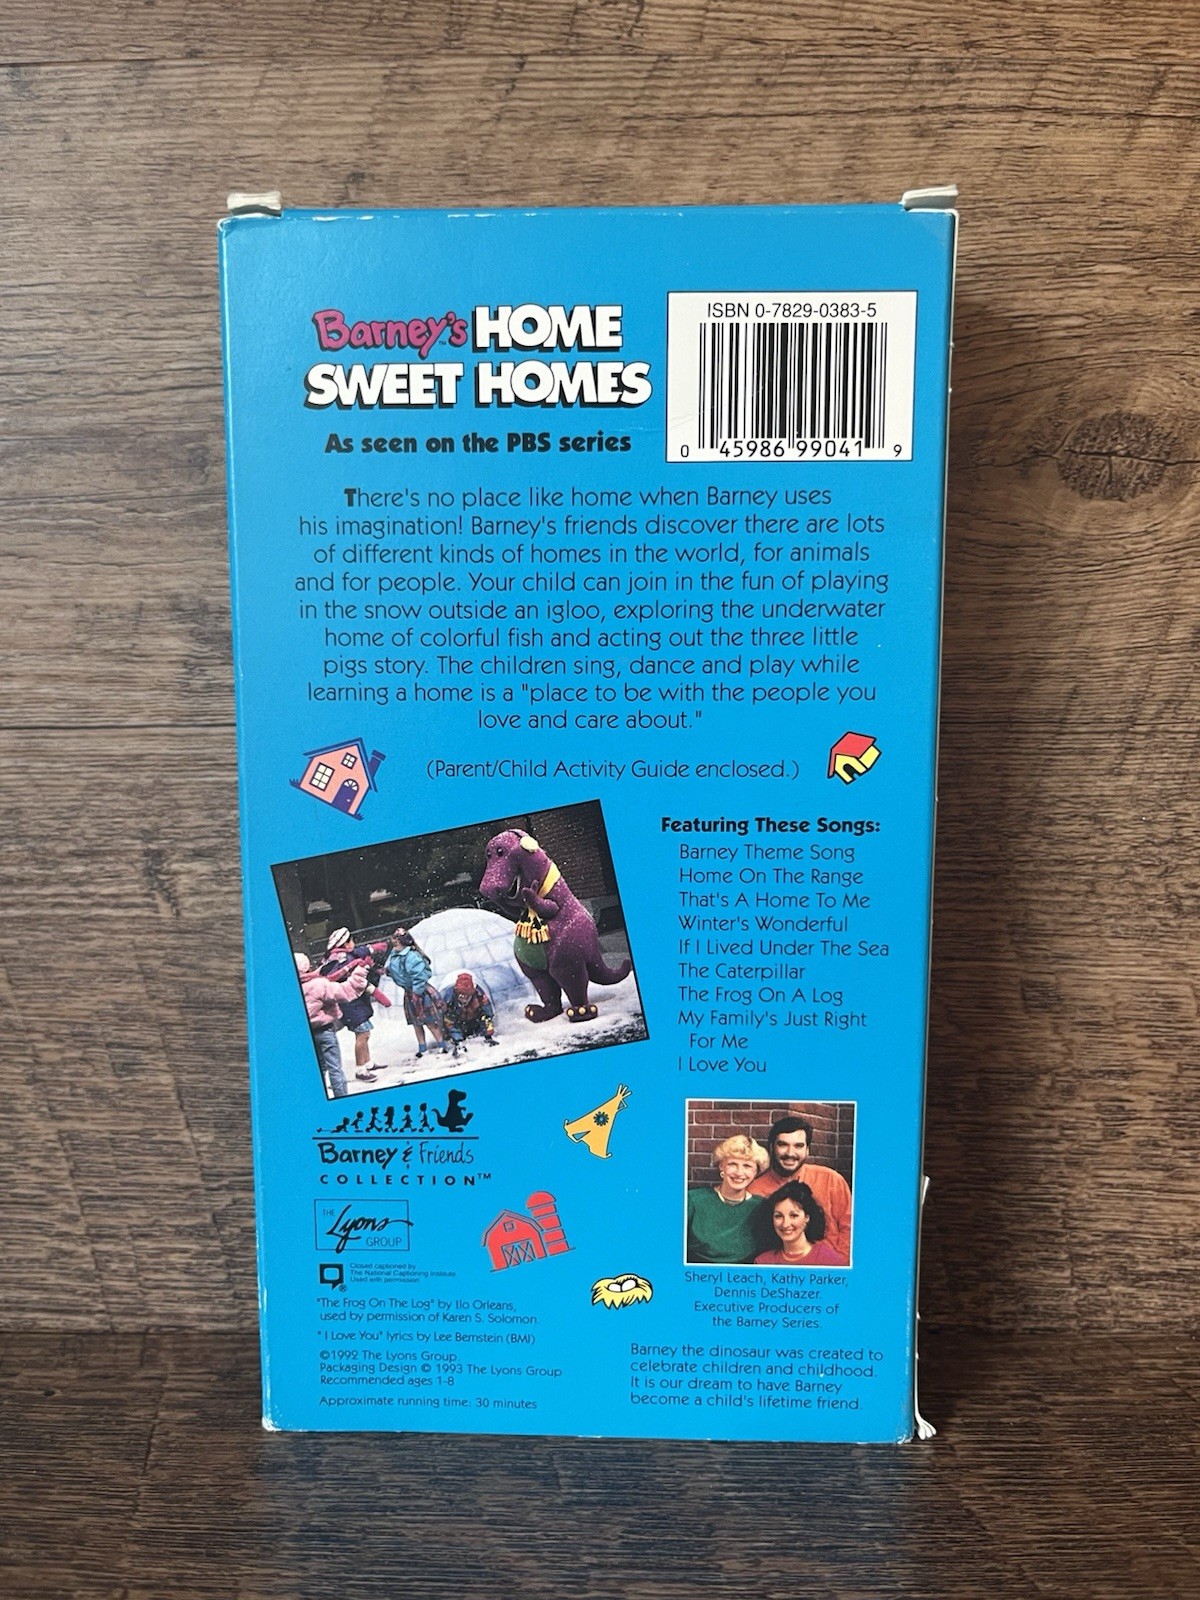 Barney's™ HOME
SWEET HOMES
As seen on the PBS series
ISBN 0-7829-0383-5
0 45986 99041 9
There's no place like home when Barney uses
his imagination! Barney's friends discover there are lots
of different kinds of homes in the world, for animals
and for people. Your child can join in the fun of playing
in the snow outside an igloo, exploring the underwater
home of colorful fish and acting out the three little
pigs story. The children sing, dance and play while
learning a home is a "place to be with the people you
love and care about."
(Parent/Child Activity Guide enclosed.)
Featuring These Songs:
Barney Theme Song
Home On The Range
That's A Home To Me
Winter's Wonderful
If I Lived Under The Sea
The Caterpillar
The Frog On A Log
My Family's Just Right
For Me
I Love You
Barney & Friends
COLLECTION™
THE
Lyons
GROUP
Closed captioned by
The National Captioning Institute
Used with permission
®
"The Frog On The Log" by Ilo Orleans,
used by permission of Karen S. Solomon.
"I Love You" lyrics by Lee Bernstein (BMI)
©1992 The Lyons Group.
Packaging Design © 1993 The Lyons Group
Recommended ages 1-8
Approximate running time: 30 minutes
Sheryl Leach, Kathy Parker,
Dennis DeShazer.
Executive Producers of
the Barney Series.
Barney the dinosaur was created to
celebrate children and childhood.
It is our dream to have Barney
become a child's lifetime friend.